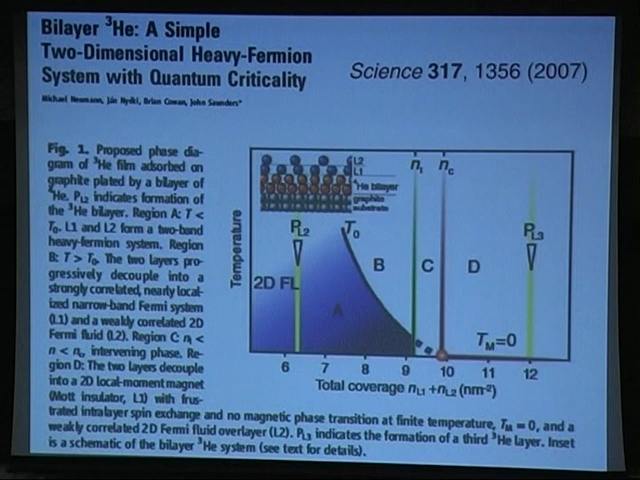 Bilayer ³He: A Simple
Two-Dimensional Heavy-Fermion
System with Quantum Criticality
Science 317, 1356 (2007)
Michael Neumann, Ján Nyéki, Brian Cowan, John Saunders*
Fig. 1. Proposed phase dia-
gram of ³He film adsorbed on
graphite plated by a bilayer of
⁴He. P_L2 indicates formation of
the ³He bilayer. Region A: T <
T₀. L1 and L2 form a two-band
heavy-fermion system. Region
B: T > T₀. The two layers pro-
gressively decouple into a
strongly correlated, nearly local-
ized narrow-band Fermi system
(L1) and a weakly correlated 2D
Fermi fluid (L2). Region C: n_I <
n < n_c, intervening phase. Re-
gion D: The two layers decouple
into a 2D local-moment magnet
(Mott insulator, L1) with frus-
trated intralayer spin exchange and no magnetic phase transition at finite temperature, T_M = 0, and a
weakly correlated 2D Fermi fluid overlayer (L2). P_L3 indicates the formation of a third ³He layer. Inset
is a schematic of the bilayer ³He system (see text for details).
L2
L1
⁴He bilayer
graphite
substrate
n_I n_c
P_L2 T₀ P_L3
B C D
2D FL
A
T_M=0
Temperature
6 7 8 9 10 11 12
Total coverage n_L1 +n_L2 (nm⁻²)